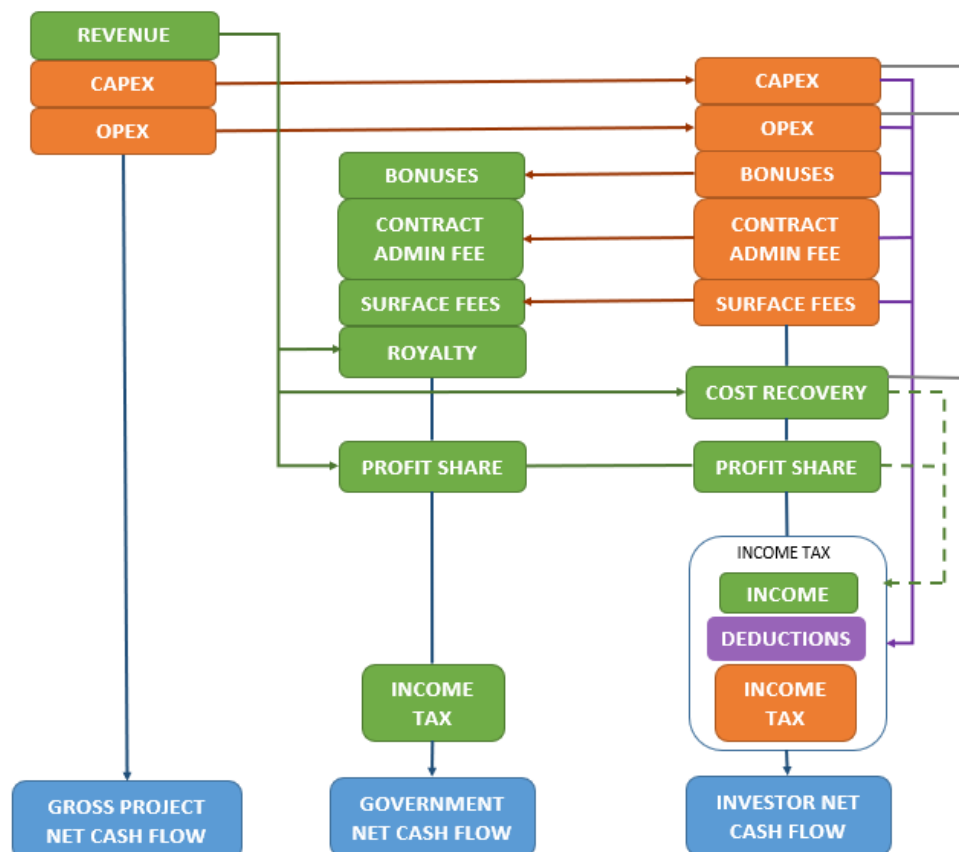 REVENUE
CAPEX
OPEX
GROSS PROJECT
NET CASH FLOW
BONUSES
CONTRACT
ADMIN FEE
SURFACE FEES
ROYALTY
PROFIT SHARE
INCOME
TAX
GOVERNMENT
NET CASH FLOW
CAPEX
OPEX
BONUSES
CONTRACT
ADMIN FEE
SURFACE FEES
COST RECOVERY
PROFIT SHARE
INCOME TAX
INCOME
DEDUCTIONS
INCOME
TAX
INVESTOR NET
CASH FLOW